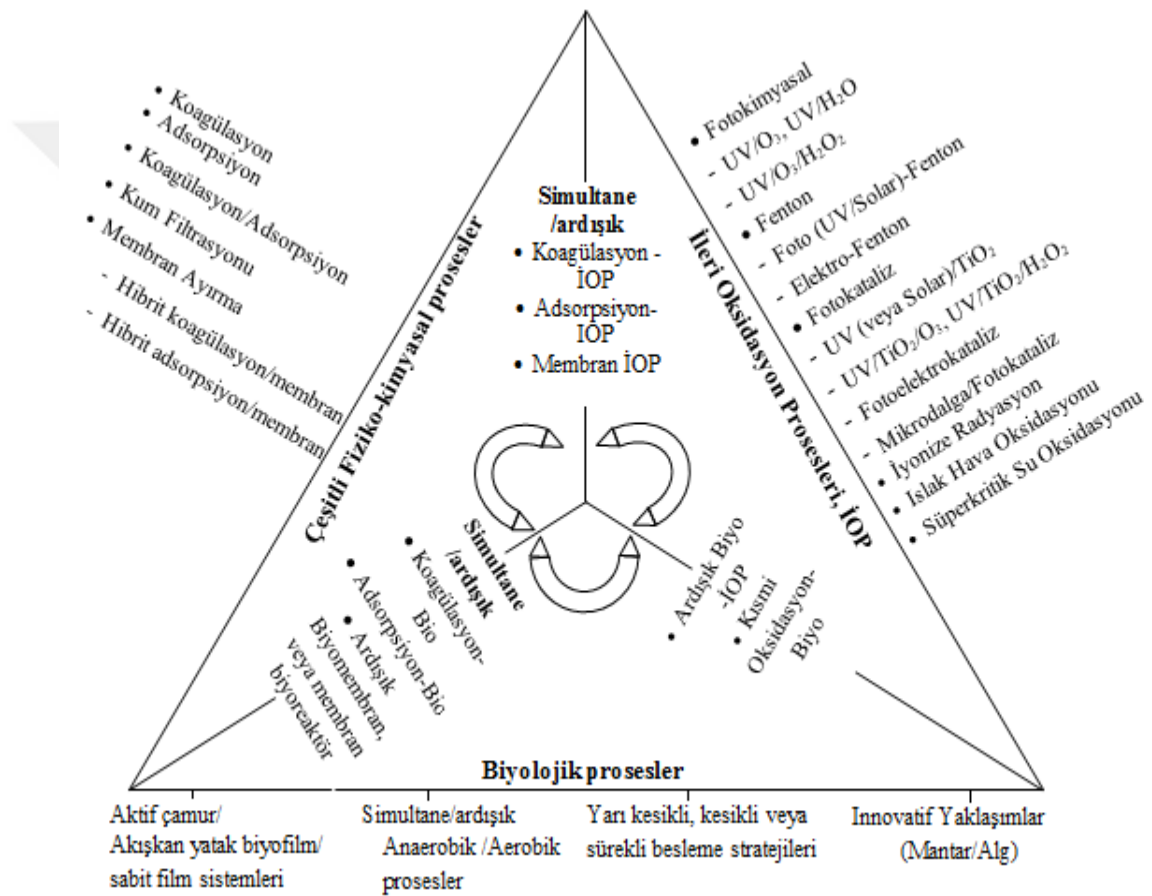 • Koagülasyon
• Adsorpsiyon
• Koagülasyon/Adsorpsiyon
• Kum Filtrasyonu
• Membran Ayırma
- Hibrit koagülasyon/membran
- Hibrit adsorpsiyon/membran
Çeşitli Fiziko-kimyasal prosesler
Simultane
/ardışık
• Koagülasyon -
İOP
• Adsorpsiyon-
İOP
• Membran İOP
İleri Oksidasyon Prosesleri, İOP
• Fotokimyasal
- UV/O₃, UV/H₂O
- UV/O₃/H₂O₂
• Fenton
- Foto (UV/Solar)-Fenton
- Elektro-Fenton
• Fotokataliz
- UV (veya Solar)/TiO₂
- UV/TiO₂/O₃, UV/TiO₃/H₂O₂
- Fotoelektrokataliz
- Mikrodalga/Fotokataliz
• İyonize Radyasyon
• Islak Hava Oksidasyonu
• Süperkritik Su Oksidasyonu
Simultane
/ardışık
• Koagülasyon-
Bio
• Adsorpsiyon-Bio
• Ardışık
Biyomembran,
veya membran
biyoreaktör
• Ardışık Biyo
-İOP
• Kısmi
Oksidasyon-
Biyo
Biyolojik prosesler
Aktif çamur/
Akışkan yatak biyofilm/
sabit film sistemleri
Simultane/ardışık
Anaerobik /Aerobik
prosesler
Yarı kesikli, kesikli veya
sürekli besleme stratejileri
Innovatif Yaklaşımlar
(Mantar/Alg)